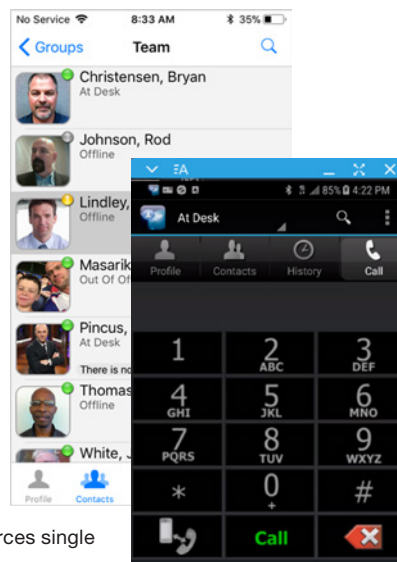 No Service 8:33 AM 35%
Groups Team
Christensen, Bryan
At Desk
Johnson, Rod
Offline
Lindley,
Offline
Masarik
Out Of Of
Pincus,
At Desk
There is no
Thomas
Offline
White,
Profile Contacts
85% 4:22 PM
At Desk
Profile Contacts History Call
1 2 3
ABC DEF
4 5 6
GHI JKL MNO
7 8 9
PQRS TUV WXYZ
* 0 #
+
Call
rces single